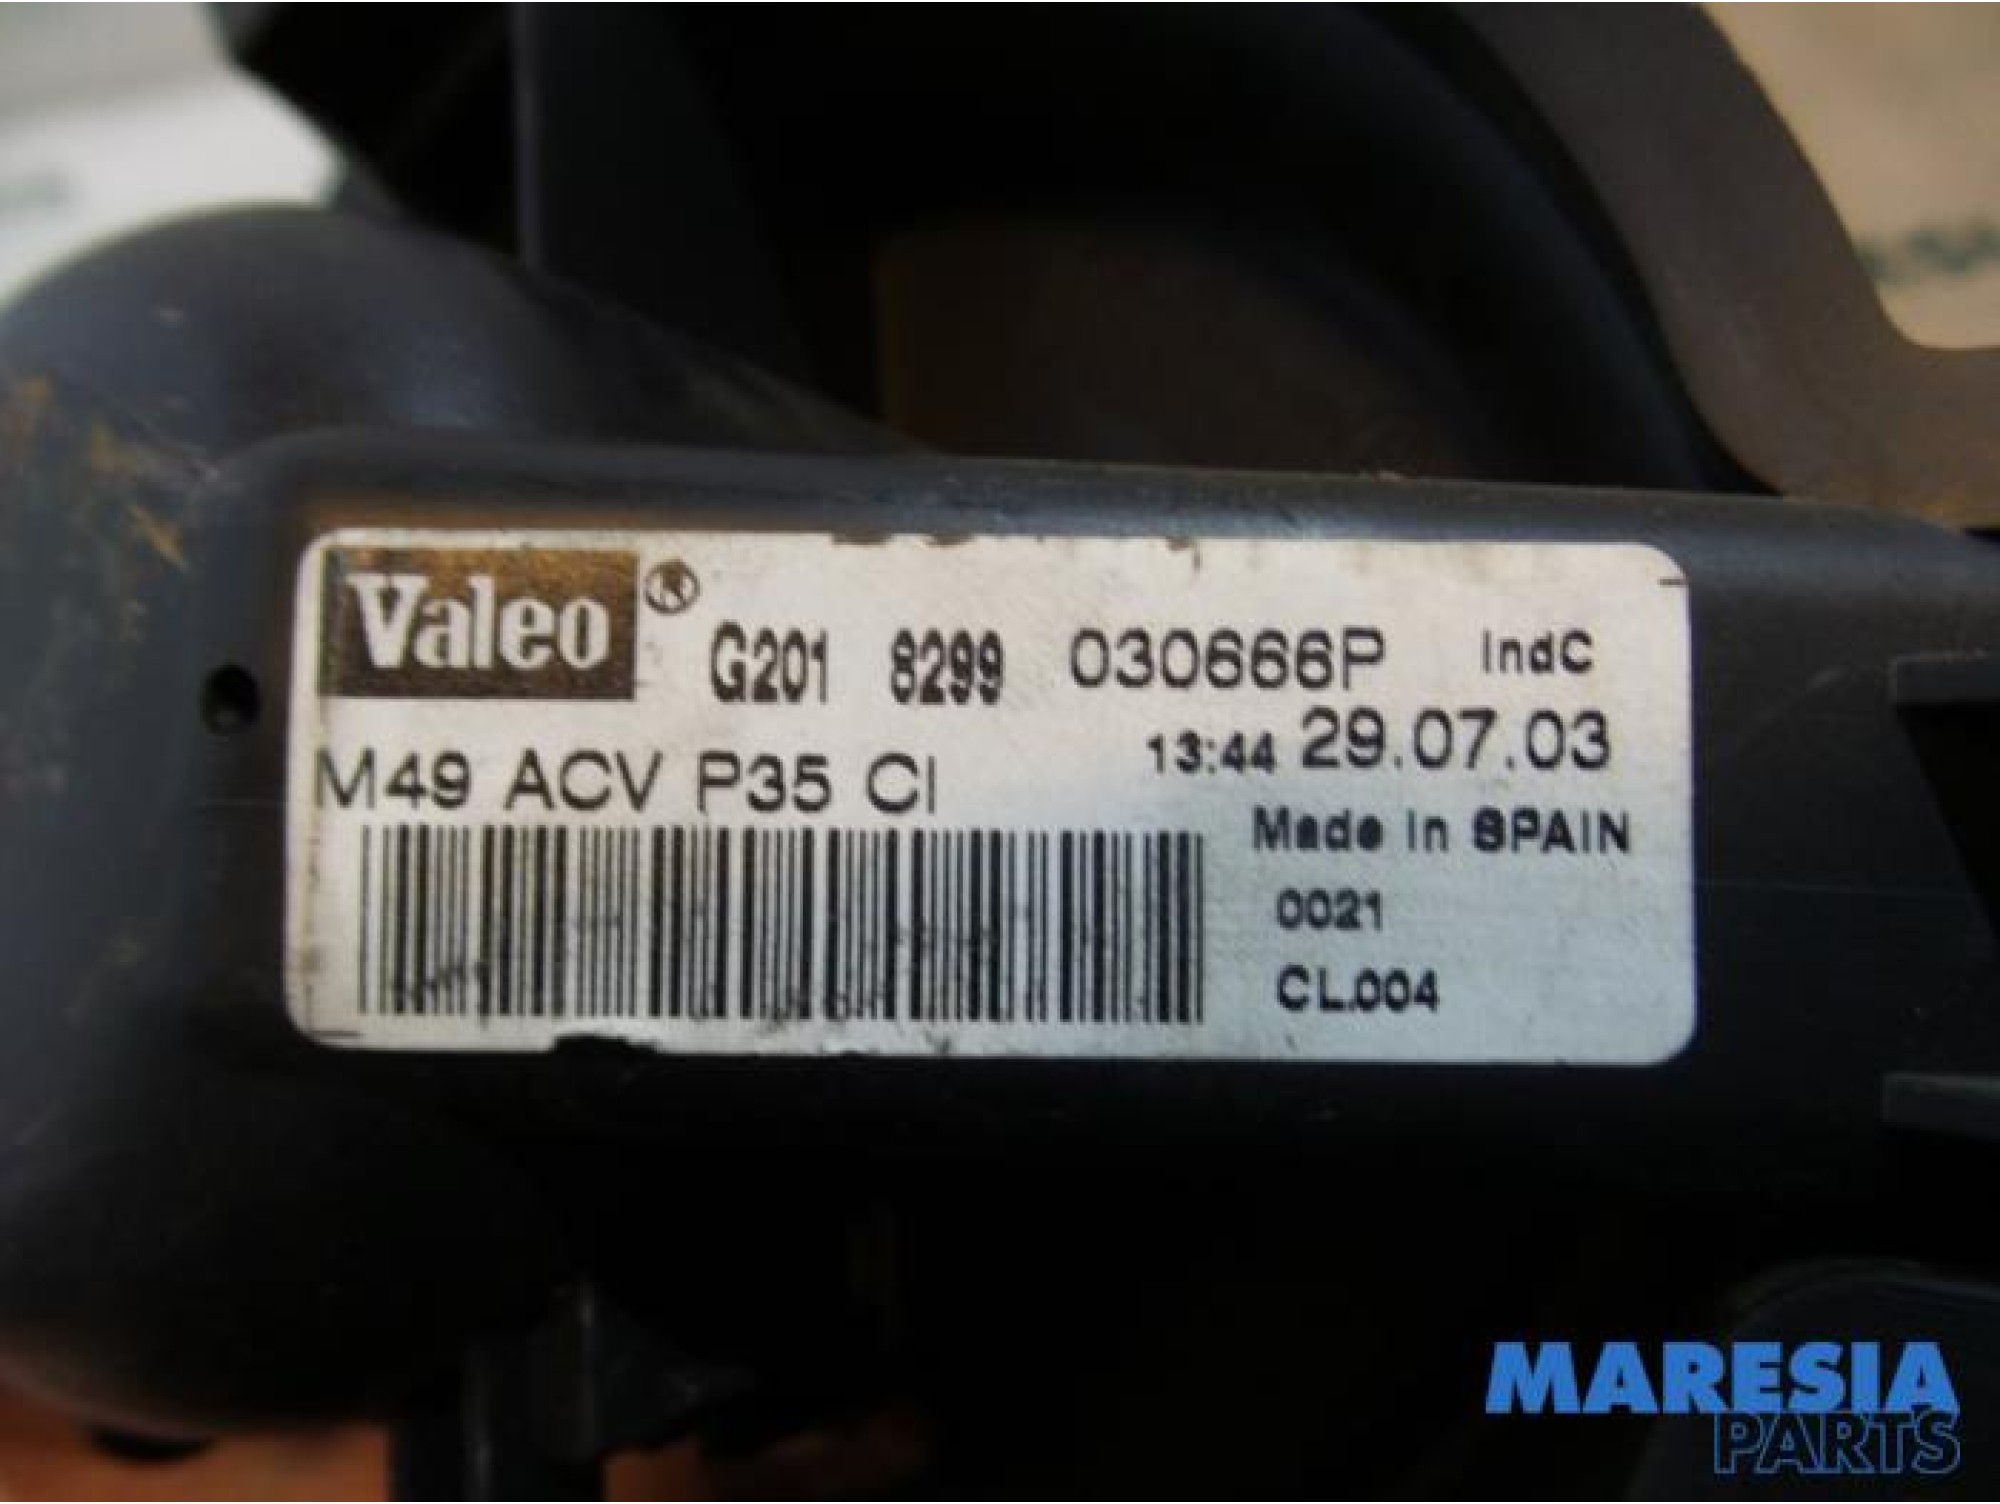 Valeo® G201 8299 030666P IndC
M49 ACV P35 CI 13:44 29.07.03
Made in SPAIN
0021
CL.004
MARESIA
PARTS